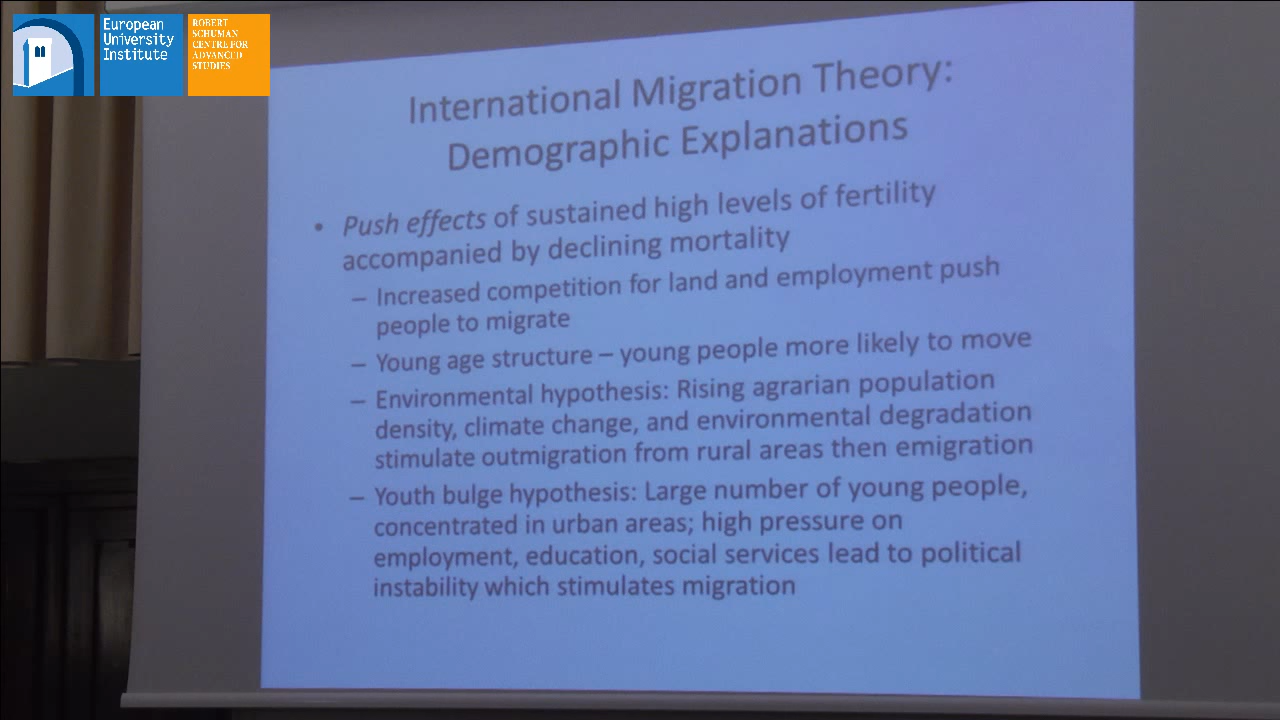 European
University
Institute
ROBERT
SCHUMAN
CENTRE FOR
ADVANCED
STUDIES
International Migration Theory:
Demographic Explanations
• Push effects of sustained high levels of fertility
accompanied by declining mortality
– Increased competition for land and employment push
people to migrate
– Young age structure – young people more likely to move
– Environmental hypothesis: Rising agrarian population
density, climate change, and environmental degradation
stimulate outmigration from rural areas then emigration
– Youth bulge hypothesis: Large number of young people,
concentrated in urban areas; high pressure on
employment, education, social services lead to political
instability which stimulates migration